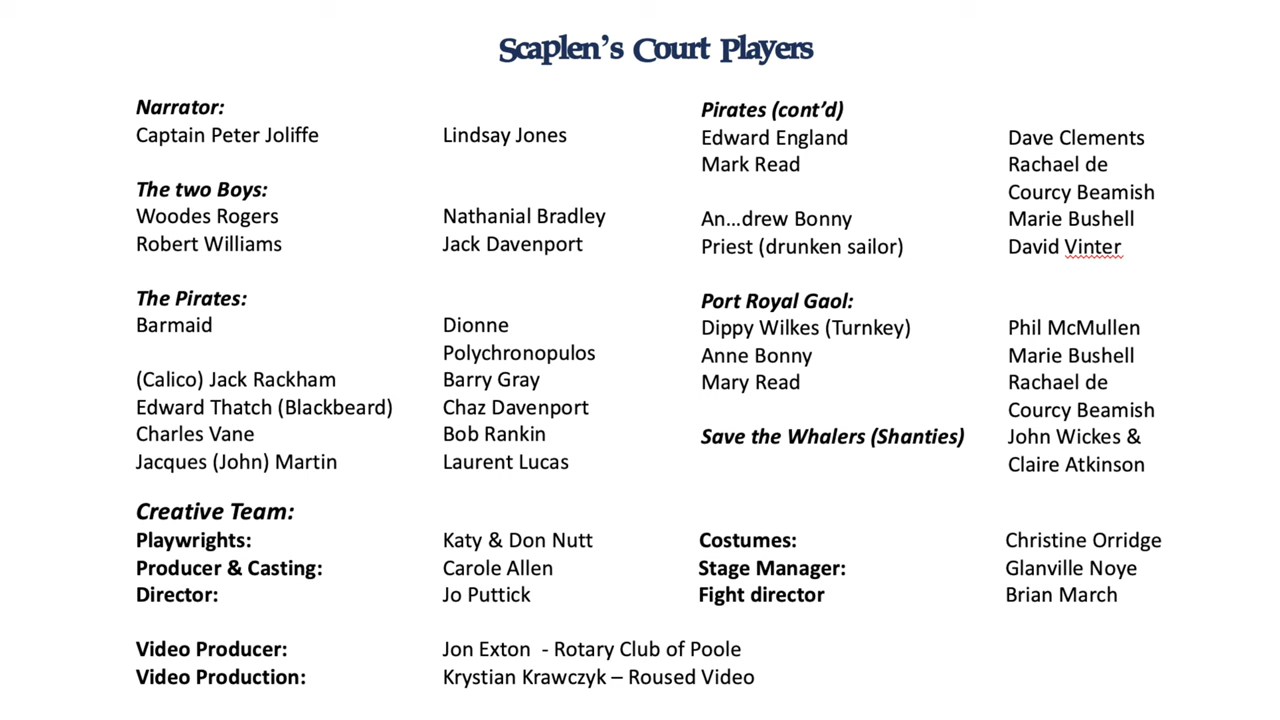 Scaplen's Court Players
Narrator:
Captain Peter Joliffe Lindsay Jones
The two Boys:
Woodes Rogers Nathanial Bradley
Robert Williams Jack Davenport
The Pirates:
Barmaid Dionne
Polychronopulos
(Calico) Jack Rackham Barry Gray
Edward Thatch (Blackbeard) Chaz Davenport
Charles Vane Bob Rankin
Jacques (John) Martin Laurent Lucas
Pirates (cont'd)
Edward England Dave Clements
Mark Read Rachael de
Courcy Beamish
An…drew Bonny Marie Bushell
Priest (drunken sailor) David Vinter
Port Royal Gaol:
Dippy Wilkes (Turnkey) Phil McMullen
Anne Bonny Marie Bushell
Mary Read Rachael de
Courcy Beamish
Save the Whalers (Shanties) John Wickes &
Claire Atkinson
Creative Team:
Playwrights: Katy & Don Nutt
Producer & Casting: Carole Allen
Director: Jo Puttick
Costumes: Christine Orridge
Stage Manager: Glanville Noye
Fight director Brian March
Video Producer: Jon Exton - Rotary Club of Poole
Video Production: Krystian Krawczyk – Roused Video